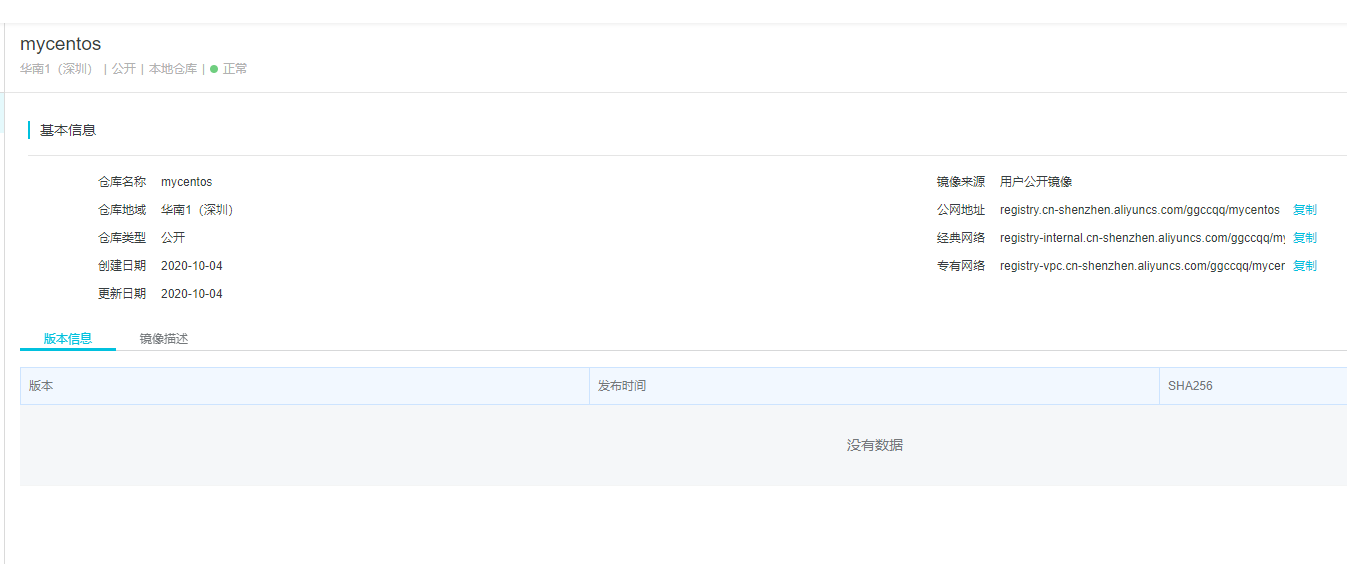 mycentos
华南1（深圳） | 公开 | 本地仓库 | 正常
基本信息
仓库名称 mycentos
仓库地域 华南1（深圳）
仓库类型 公开
创建日期 2020-10-04
更新日期 2020-10-04
镜像来源 用户公开镜像
公网地址 registry.cn-shenzhen.aliyuncs.com/ggccqq/mycentos 复制
经典网络 registry-internal.cn-shenzhen.aliyuncs.com/ggccqq/my 复制
专有网络 registry-vpc.cn-shenzhen.aliyuncs.com/ggccqq/mycer 复制
版本信息 镜像描述
版本 发布时间 SHA256
没有数据